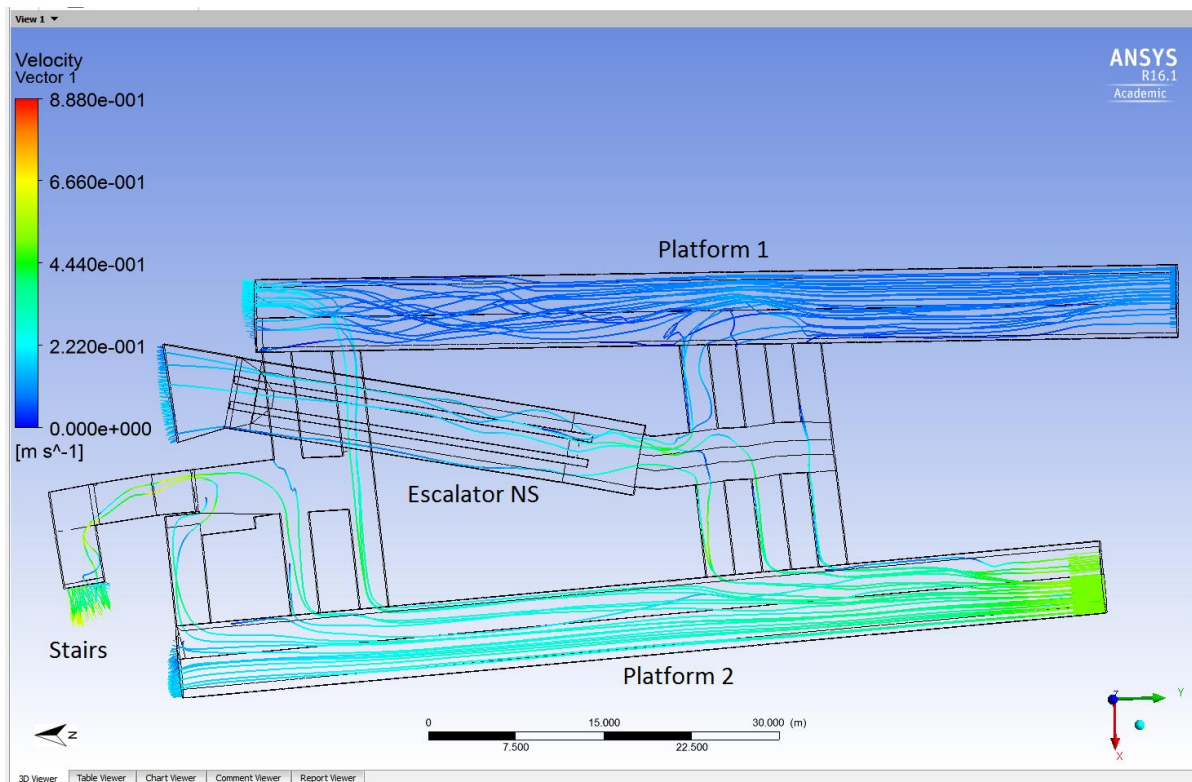 View 1
Velocity
Vector 1
8.880e-001
6.660e-001
4.440e-001
2.220e-001
0.000e+000
[m s^-1]
ANSYS
R16.1
Academic
Platform 1
Escalator NS
Stairs
Platform 2
N
0 15.000 30.000 (m)
7.500 22.500
Z Y
X
3D Viewer Table Viewer Chart Viewer Comment Viewer Report Viewer